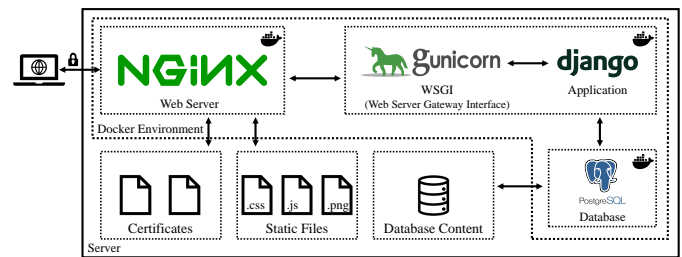 NGiNX
Web Server
gunicorn
WSGI
(Web Server Gateway Interface)
django
Application
Docker Environment
.css
.js
.png
Certificates
Static Files
Database Content
PostgreSQL
Database
Server